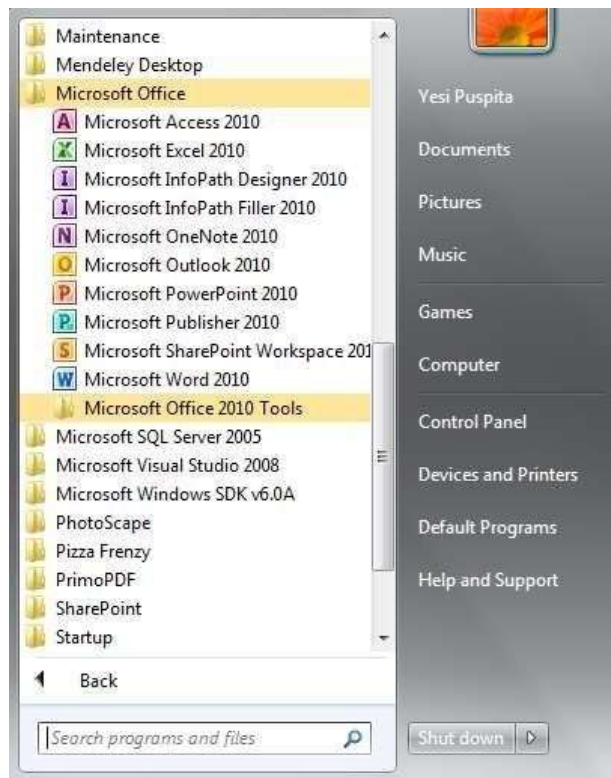 Maintenance
Mendeley Desktop
Microsoft Office
Microsoft Access 2010
Microsoft Excel 2010
Microsoft InfoPath Designer 2010
Microsoft InfoPath Filler 2010
Microsoft OneNote 2010
Microsoft Outlook 2010
Microsoft PowerPoint 2010
Microsoft Publisher 2010
Microsoft SharePoint Workspace 201
Microsoft Word 2010
Microsoft Office 2010 Tools
Microsoft SQL Server 2005
Microsoft Visual Studio 2008
Microsoft Windows SDK v6.0A
PhotoScape
Pizza Frenzy
PrimoPDF
SharePoint
Startup
Back
Search programs and files
Yesi Puspita
Documents
Pictures
Music
Games
Computer
Control Panel
Devices and Printers
Default Programs
Help and Support
Shut down